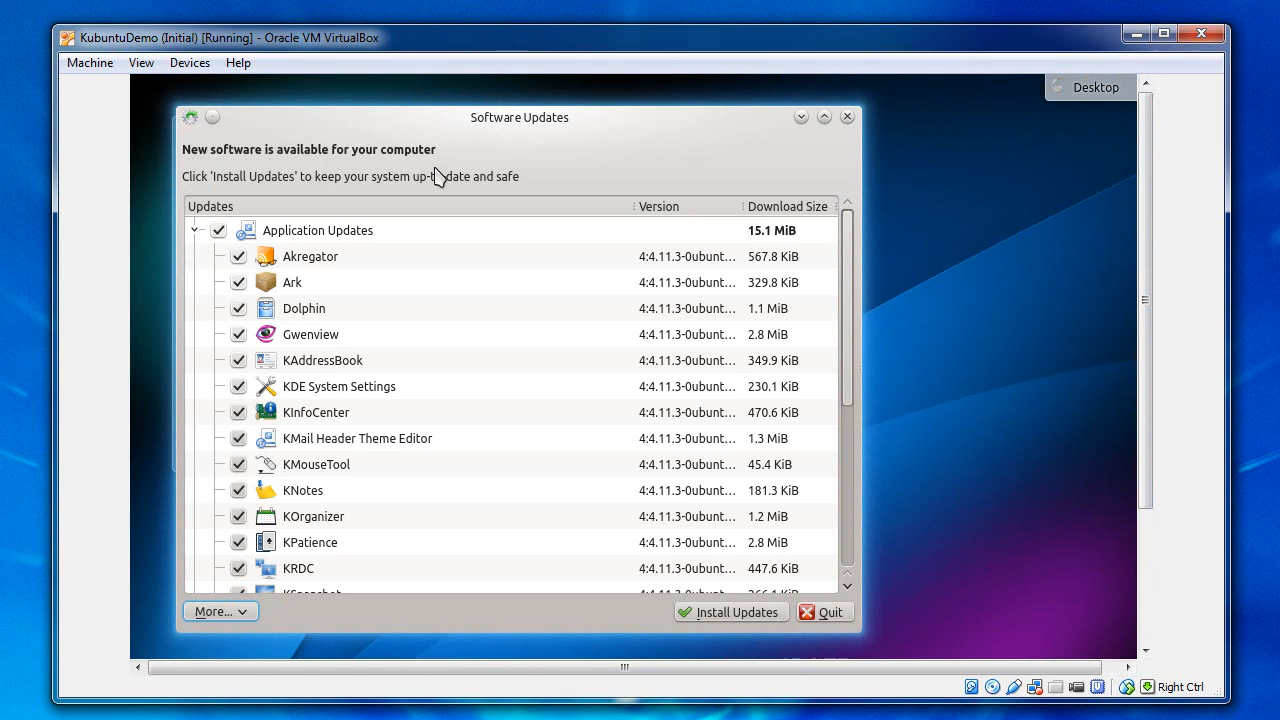 KubuntuDemo (Initial) [Running] - Oracle VM VirtualBox
Machine View Devices Help
Desktop
Software Updates
New software is available for your computer
Click 'Install Updates' to keep your system up-to-date and safe
Updates Version Download Size
Application Updates 15.1 MiB
Akregator 4:4.11.3-0ubunt... 567.8 KiB
Ark 4:4.11.3-0ubunt... 329.8 KiB
Dolphin 4:4.11.3-0ubunt... 1.1 MiB
Gwenview 4:4.11.3-0ubunt... 2.8 MiB
KAddressBook 4:4.11.3-0ubunt... 349.9 KiB
KDE System Settings 4:4.11.3-0ubunt... 230.1 KiB
KInfoCenter 4:4.11.3-0ubunt... 470.6 KiB
KMail Header Theme Editor 4:4.11.3-0ubunt... 1.3 MiB
KMouseTool 4:4.11.3-0ubunt... 45.4 KiB
KNotes 4:4.11.3-0ubunt... 181.3 KiB
KOrganizer 4:4.11.3-0ubunt... 1.2 MiB
KPatience 4:4.11.3-0ubunt... 2.8 MiB
KRDC 4:4.11.3-0ubunt... 447.6 KiB
More... Install Updates Quit
Right Ctrl